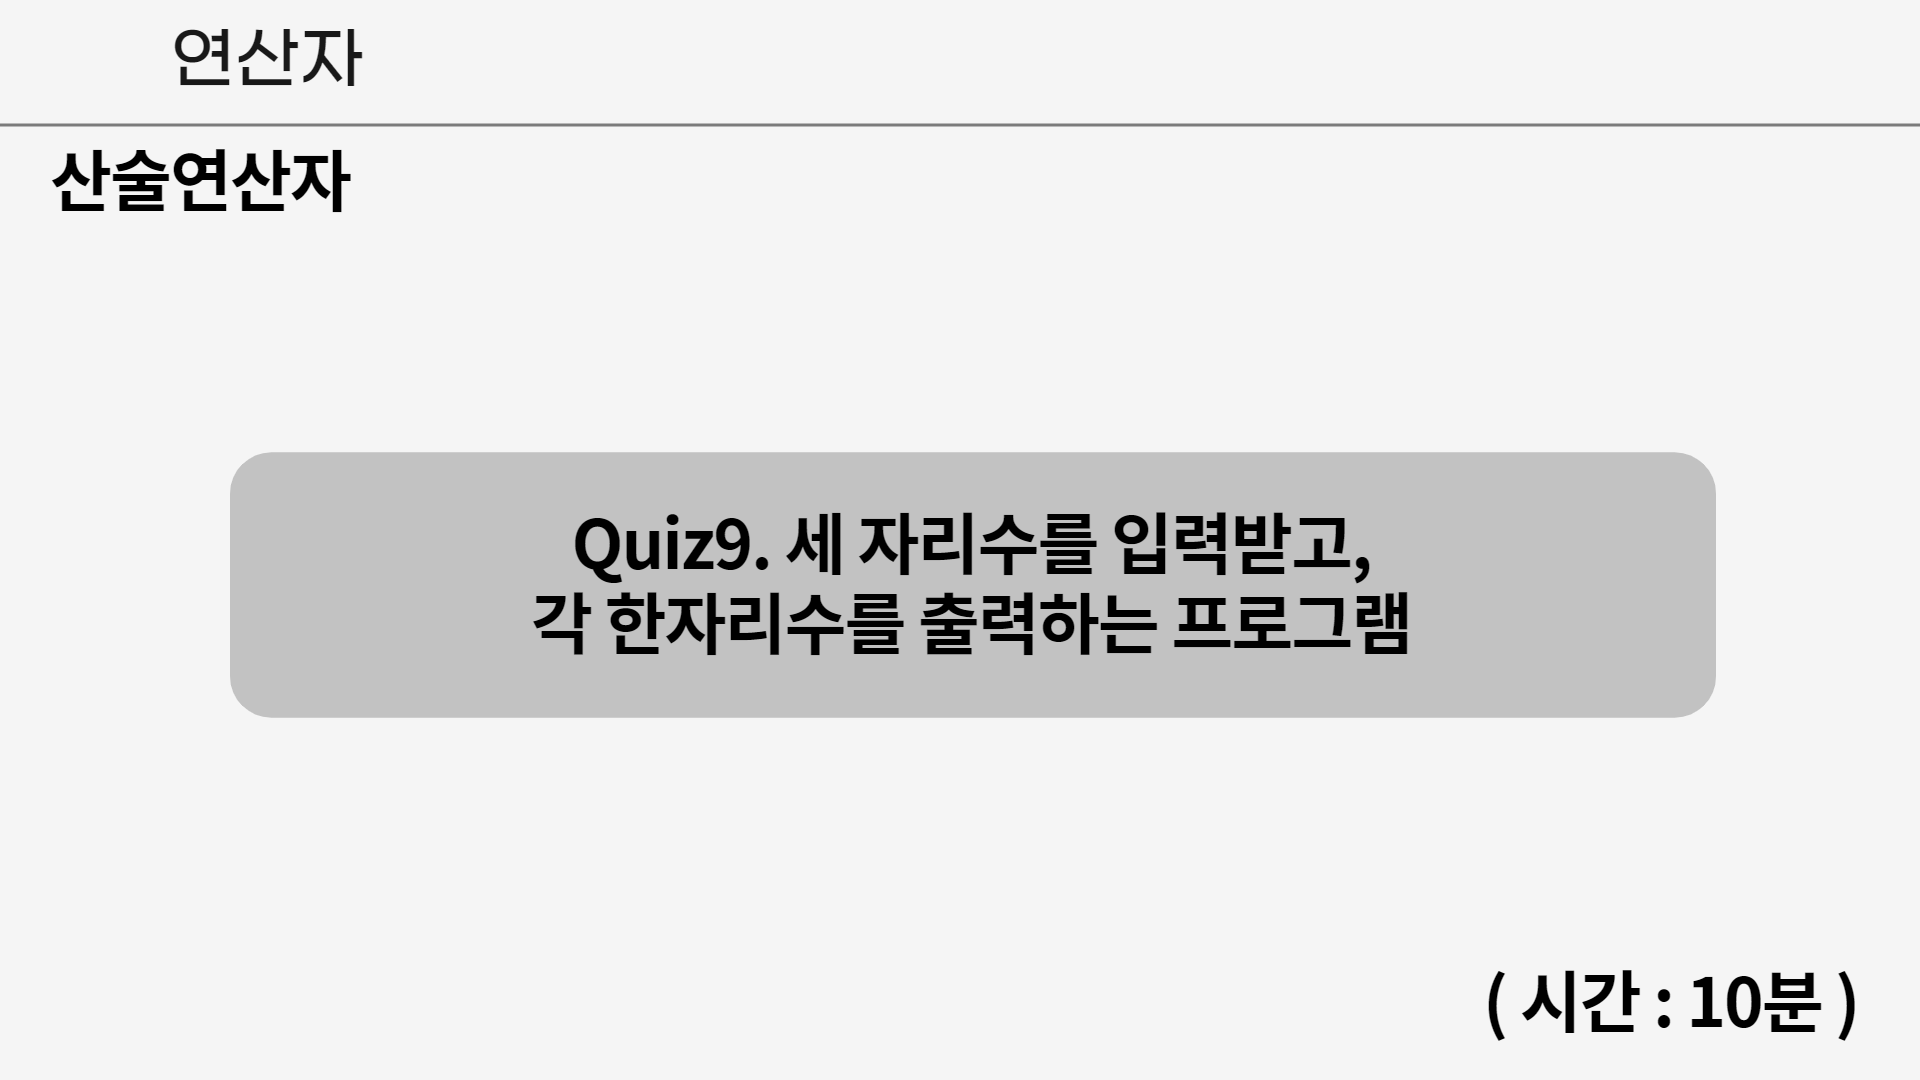 연산자
산술연산자
Quiz9. 세 자리수를 입력받고,
각 한자리수를 출력하는 프로그램
( 시간 : 10분 )